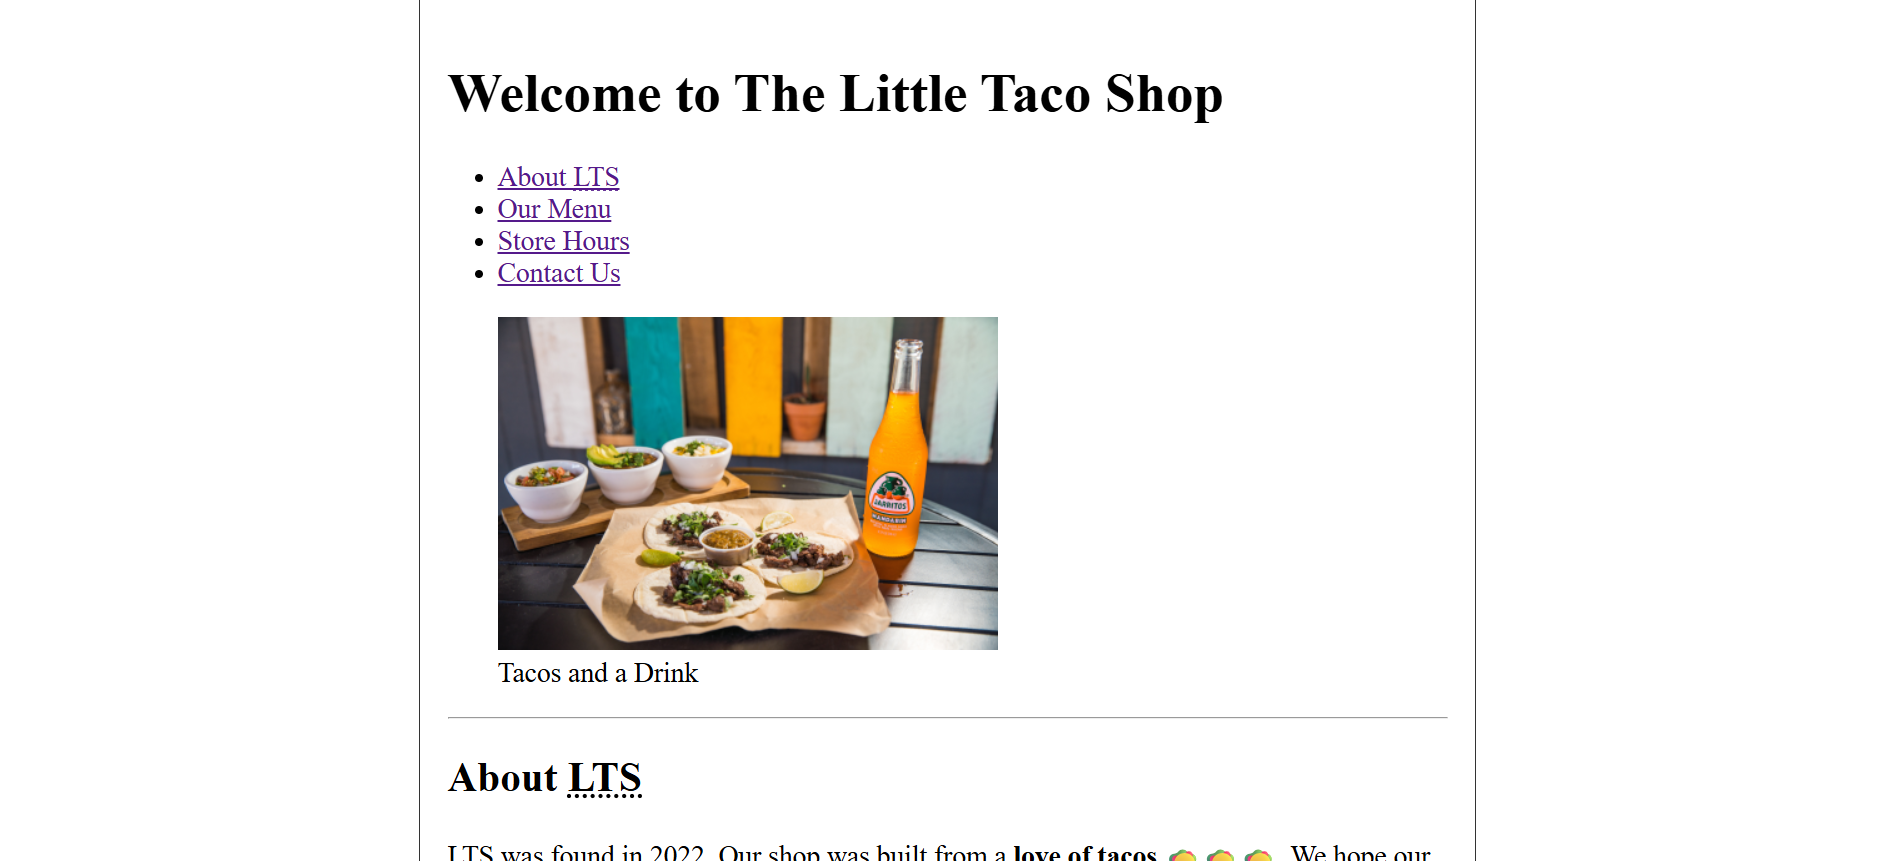 Welcome to The Little Taco Shop
About LTS
Our Menu
Store Hours
Contact Us
JARRITOS
MANDARIN
Tacos and a Drink
About LTS
LTS was found in 2022. Our shop was built from a love of tacos 🌮 🌮 🌮. We hope our